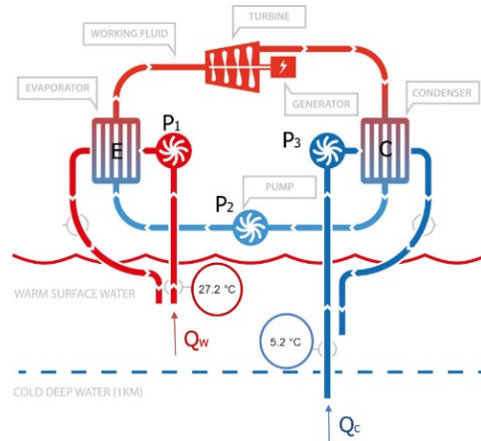 TURBINE
WORKING FLUID
EVAPORATOR
GENERATOR
CONDENSER
P1
P3
E
C
PUMP
P2
27.2 °C
WARM SURFACE WATER
5.2 °C
Qw
COLD DEEP WATER [1KM]
Qc